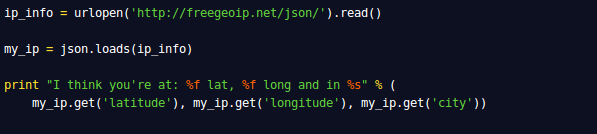 ip_info = urlopen('http://freegeoip.net/json/').read()
my_ip = json.loads(ip_info)
print "I think you're at: %f lat, %f long and in %s" % (
my_ip.get('latitude'), my_ip.get('longitude'), my_ip.get('city'))